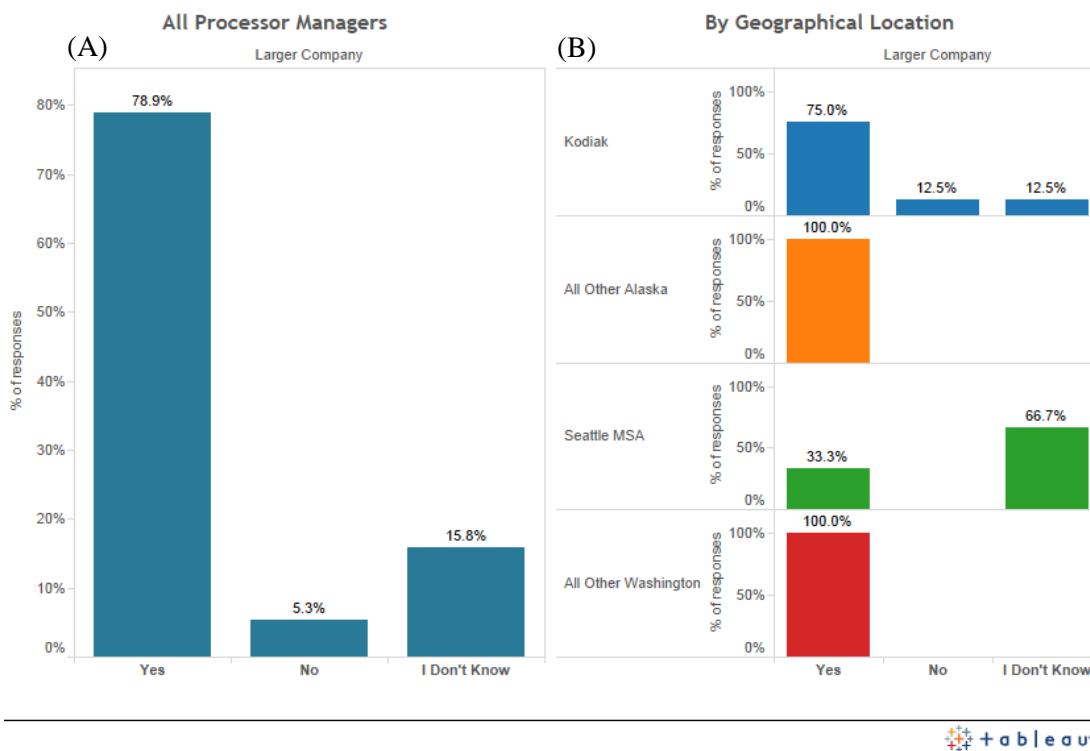 All Processor Managers
(A)
Larger Company
% of responses
80%
70%
60%
50%
40%
30%
20%
10%
0%
78.9%
5.3%
15.8%
Yes No I Don't Know
By Geographical Location
(B)
Larger Company
Kodiak
% of responses
100%
50%
0%
75.0%
12.5%
12.5%
All Other Alaska
% of responses
100%
50%
0%
100.0%
Seattle MSA
% of responses
100%
50%
0%
33.3%
66.7%
All Other Washington
% of responses
100%
50%
0%
100.0%
Yes No I Don't Know
+ableau